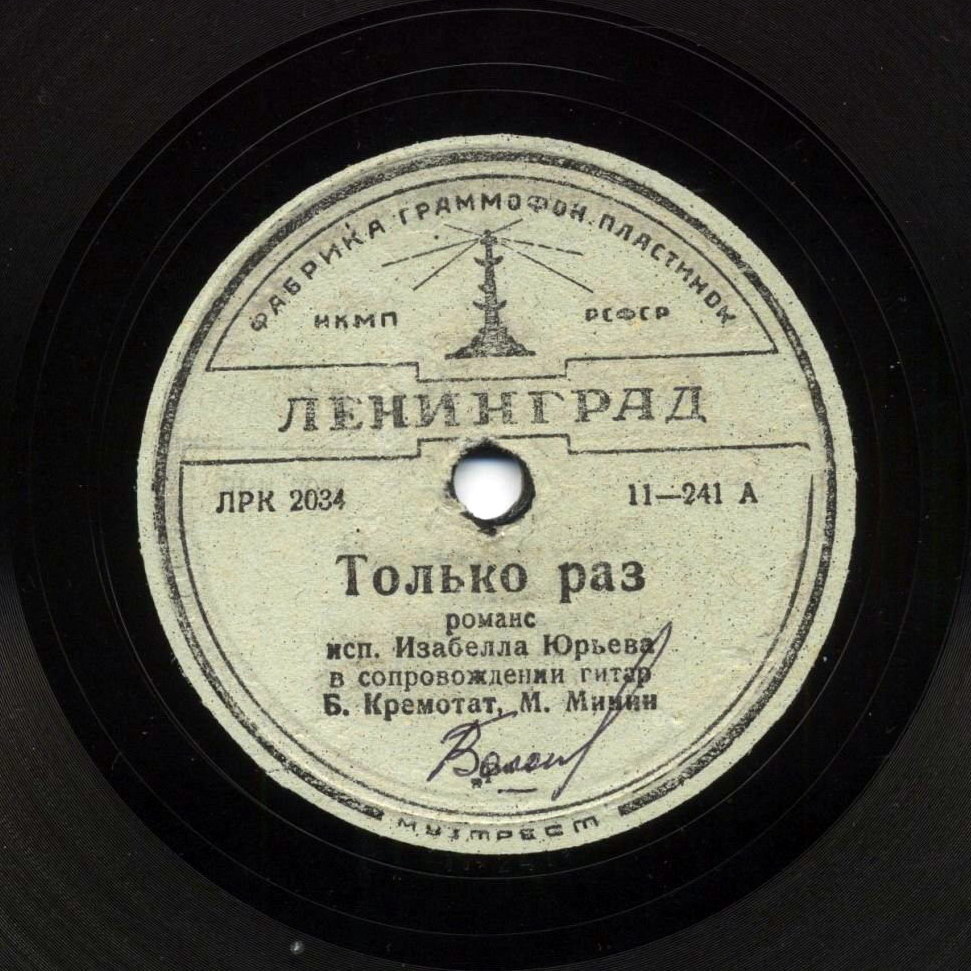 ФАБРИКА ГРАММОФОН. ПЛАСТИНОК
НКМП РСФСР
ЛЕНИНГРАД
ЛРК 2034 11—241 А
Только раз
романс
исп. Изабелла Юрьева
в сопровождении гитар
Б. Кремотат, М. Минин
МУЗТРЕСТ